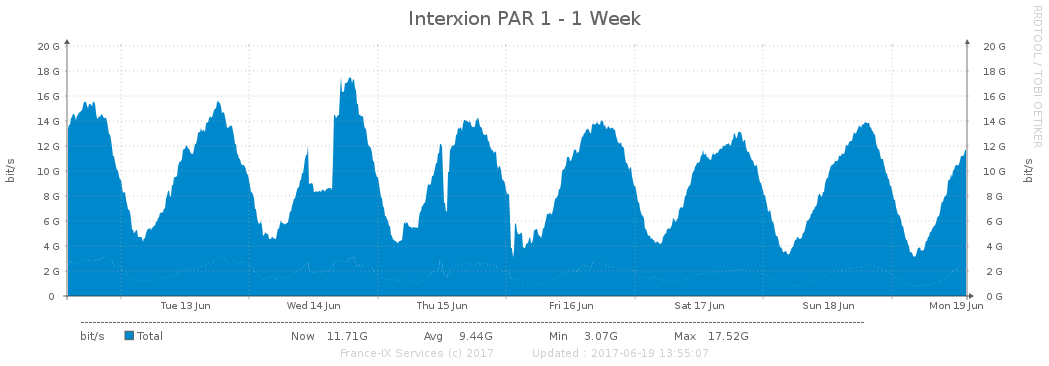 Interxion PAR 1 - 1 Week
RRDTOOL / TOBI OETIKER
bit/s
20 G 20 G
18 G 18 G
16 G 16 G
14 G 14 G
12 G 12 G
10 G 10 G
8 G 8 G
6 G 6 G
4 G 4 G
2 G 2 G
0 0 G
bit/s
Tue 13 Jun Wed 14 Jun Thu 15 Jun Fri 16 Jun Sat 17 Jun Sun 18 Jun Mon 19 Jun
bit/s Total Now 11.71G Avg 9.44G Min 3.07G Max 17.52G
France-IX Services (c) 2017 Updated : 2017-06-19 13:55:07